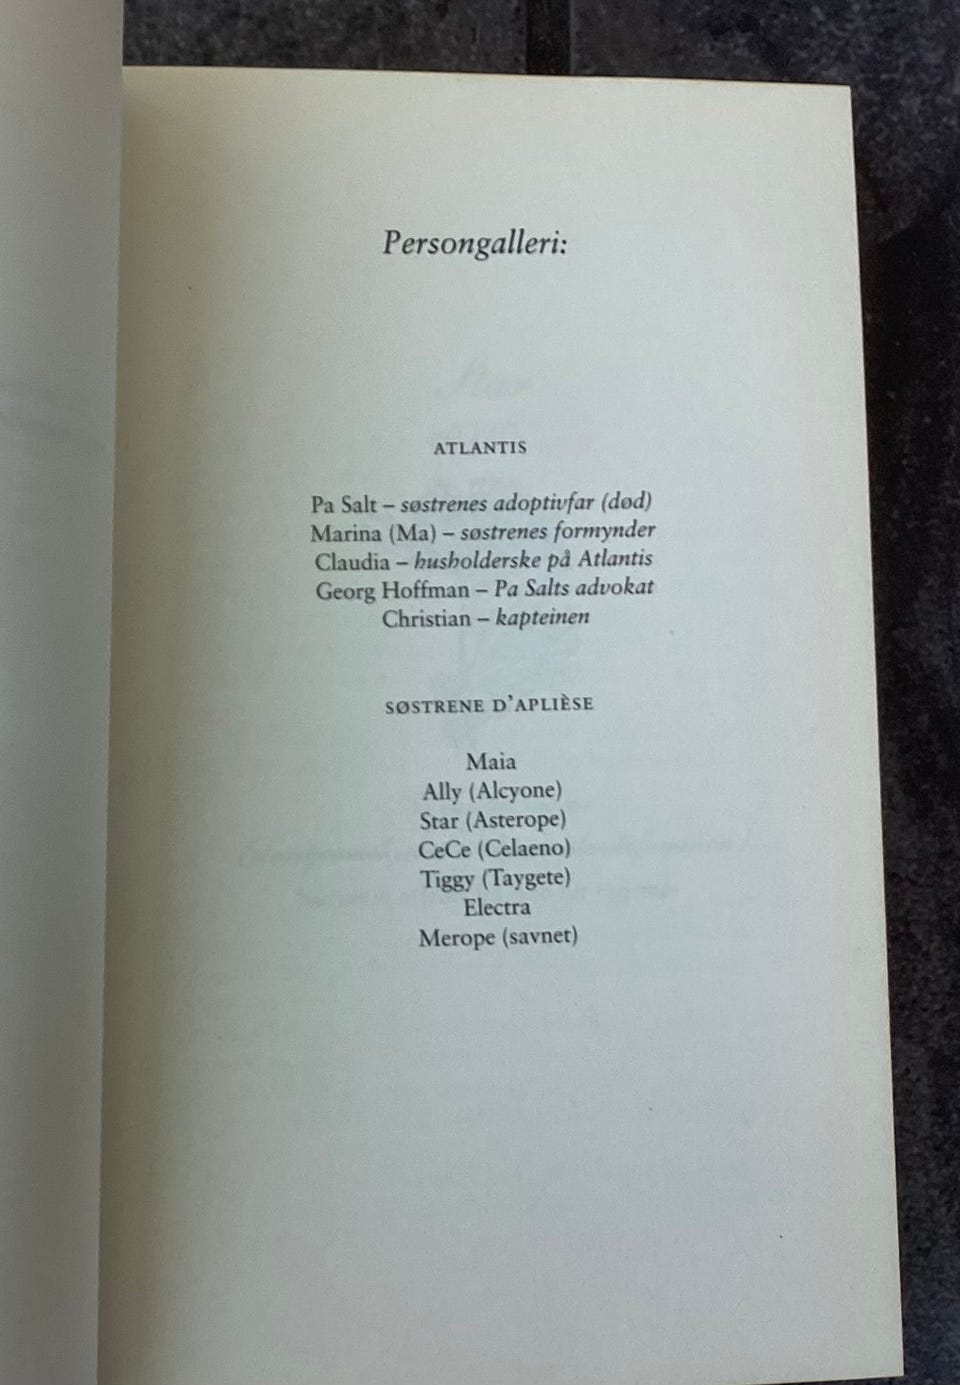 Persongalleri:
ATLANTIS
Pa Salt – søstrenes adoptivfar (død)
Marina (Ma) – søstrenes formynder
Claudia – husholderske på Atlantis
Georg Hoffman – Pa Salts advokat
Christian – kapteinen
SØSTRENE D’APLIÈSE
Maia
Ally (Alcyone)
Star (Asterope)
CeCe (Celaeno)
Tiggy (Taygete)
Electra
Merope (savnet)